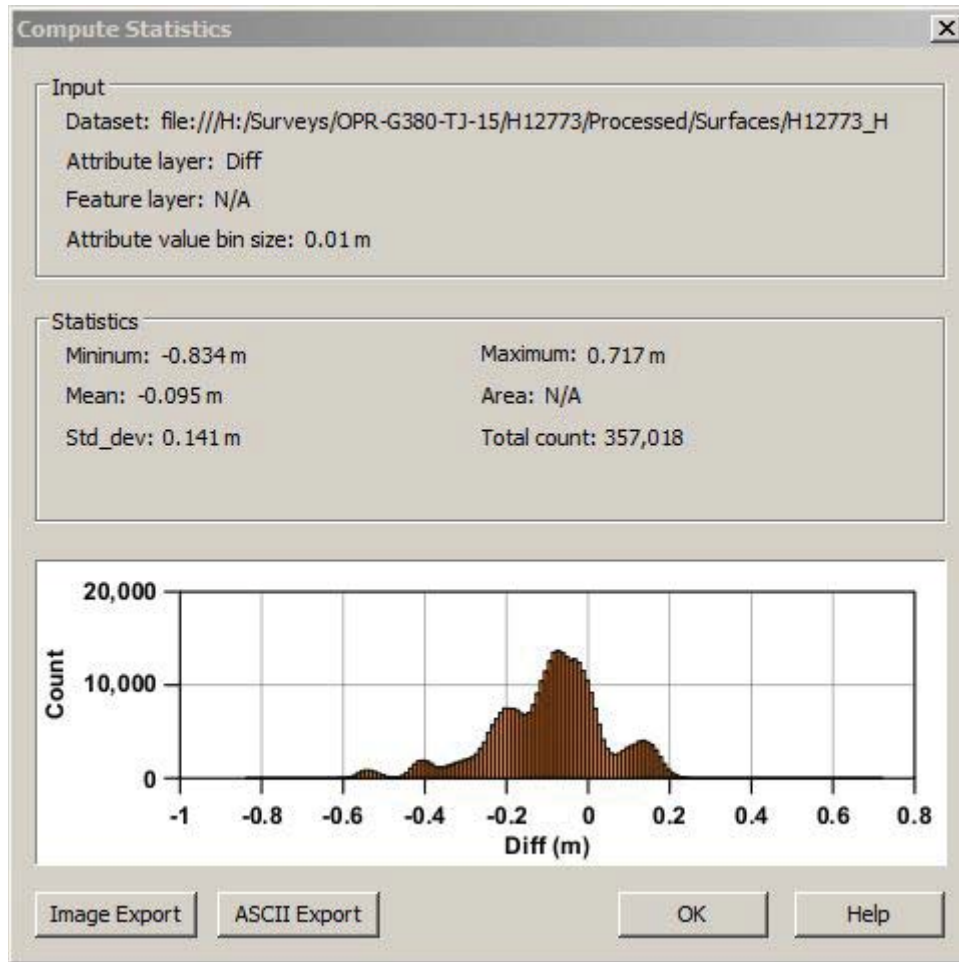 Compute Statistics
Input
Dataset: file:///H:/Surveys/OPR-G380-TJ-15/H12773/Processed/Surfaces/H12773_H
Attribute layer: Diff
Feature layer: N/A
Attribute value bin size: 0.01 m
Statistics
Mininum: -0.834 m Maximum: 0.717 m
Mean: -0.095 m Area: N/A
Std_dev: 0.141 m Total count: 357,018
20,000
10,000
0
Count
-1 -0.8 -0.6 -0.4 -0.2 0 0.2 0.4 0.6 0.8
Diff (m)
Image Export ASCII Export OK Help